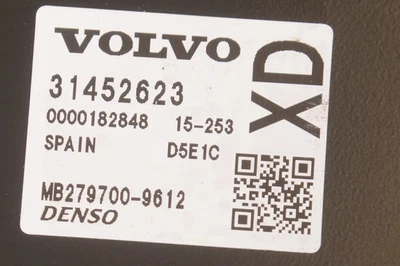 VOLVO
XD
31452623
0000182848 15-253
SPAIN D5E1C
MB279700-9612
DENSO